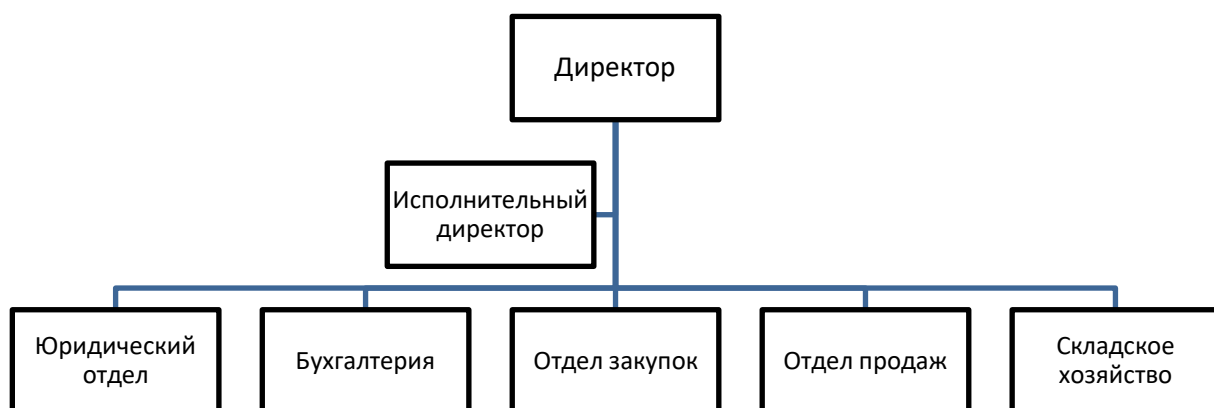 Директор
Исполнительный
директор
Юридический
отдел
Бухгалтерия
Отдел закупок
Отдел продаж
Складское
хозяйство